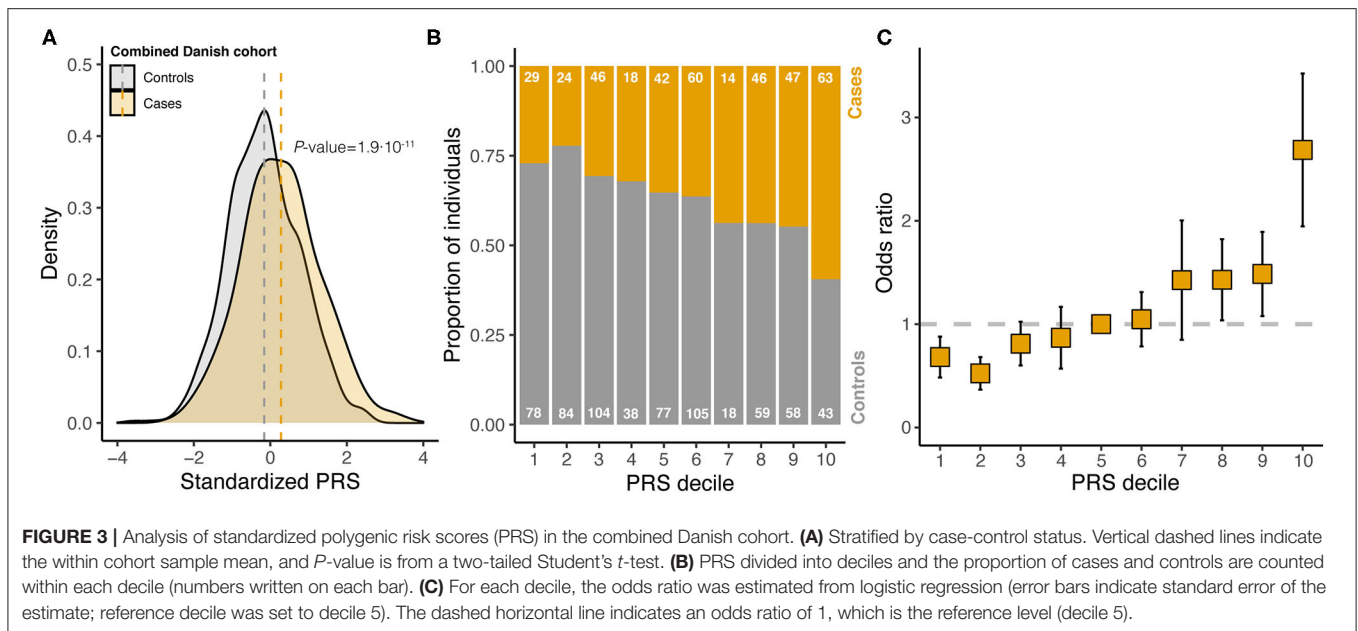 A
Combined Danish cohort
Controls
Cases
P-value=1.9·10⁻¹¹
0.5
0.4
0.3
0.2
0.1
0.0
Density
−4 −2 0 2 4
Standardized PRS
B
1.00
0.75
0.50
0.25
0.00
Proportion of individuals
29 24 46 18 42 60 14 46 47 63
Cases
78 84 104 38 77 105 18 59 58 43
Controls
1 2 3 4 5 6 7 8 9 10
PRS decile
C
3
2
1
0
Odds ratio
1 2 3 4 5 6 7 8 9 10
PRS decile
FIGURE 3 | Analysis of standardized polygenic risk scores (PRS) in the combined Danish cohort. (A) Stratified by case-control status. Vertical dashed lines indicate
the within cohort sample mean, and P-value is from a two-tailed Student's t-test. (B) PRS divided into deciles and the proportion of cases and controls are counted
within each decile (numbers written on each bar). (C) For each decile, the odds ratio was estimated from logistic regression (error bars indicate standard error of the
estimate; reference decile was set to decile 5). The dashed horizontal line indicates an odds ratio of 1, which is the reference level (decile 5).